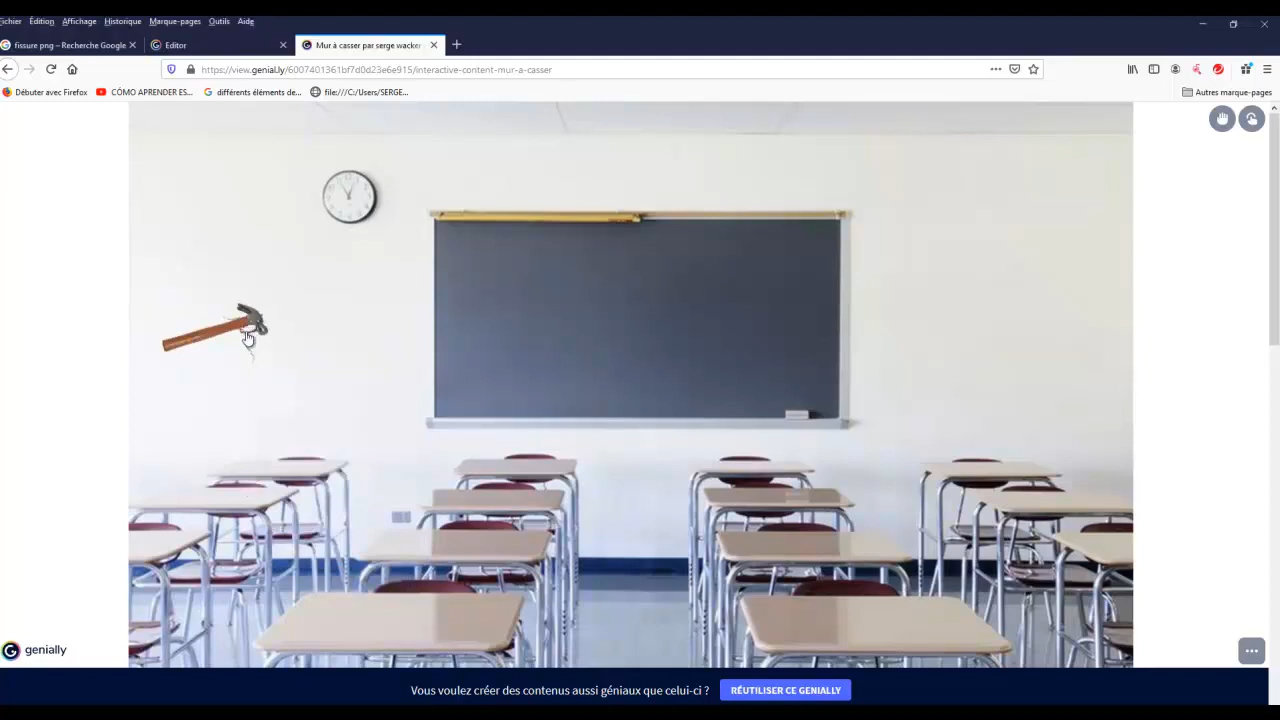 ichier Édition Affichage Historique Marque-pages Outils Aide
fissure png – Recherche Google
Editor
Mur à casser par serge wacker
https://view.genial.ly/6007401361bf7d0d23e6e915/interactive-content-mur-a-casser
Débuter avec Firefox
CÓMO APRENDER ES...
différents éléments de...
file:///C:/Users/SERGE...
Autres marque-pages
genially
Vous voulez créer des contenus aussi géniaux que celui-ci ?
RÉUTILISER CE GENIALLY